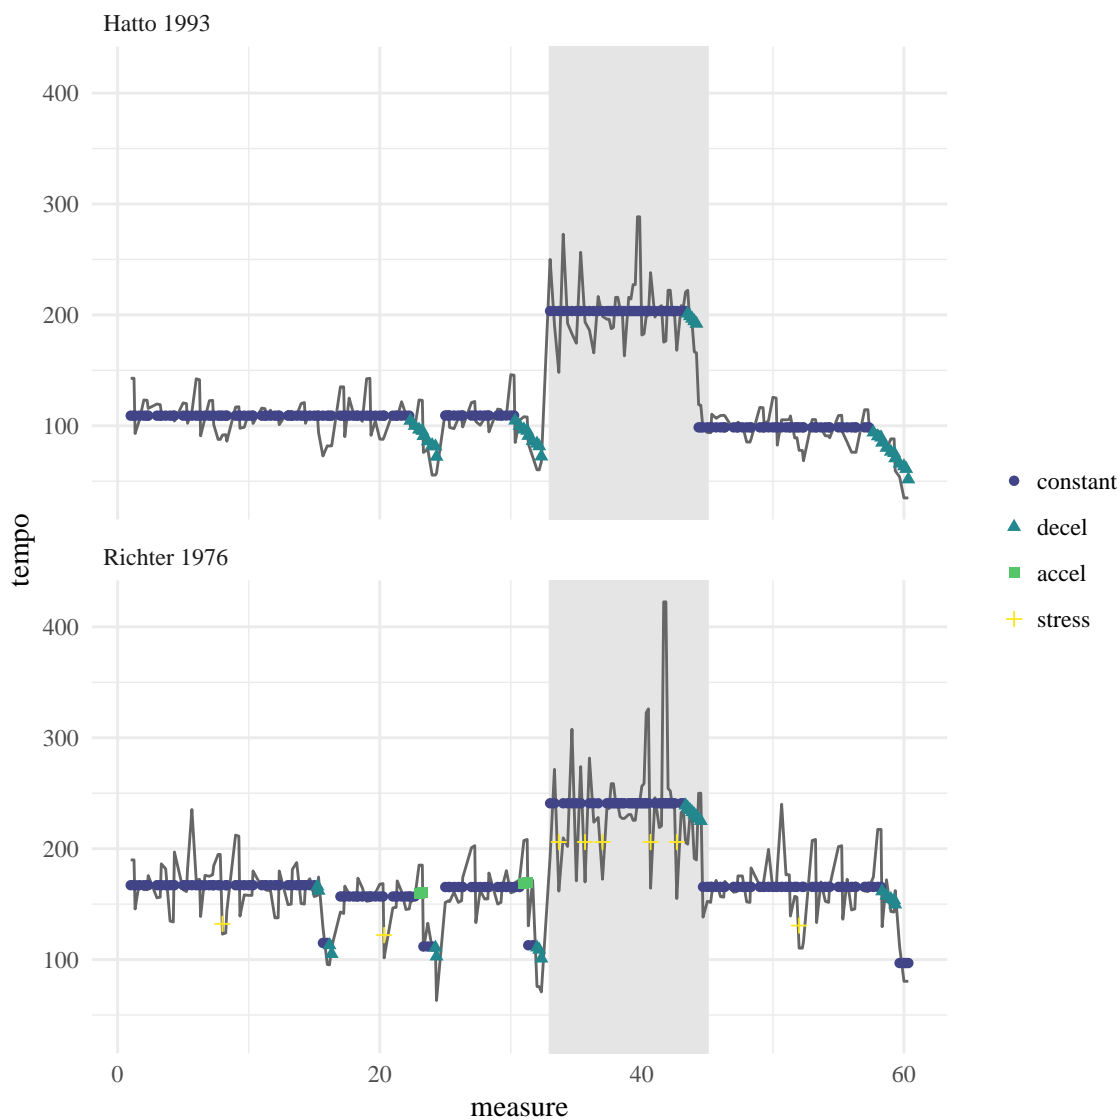 Hatto 1993
400
300
200
100
Richter 1976
400
300
200
100
0 20 40 60
measure
tempo
constant
decel
accel
stress